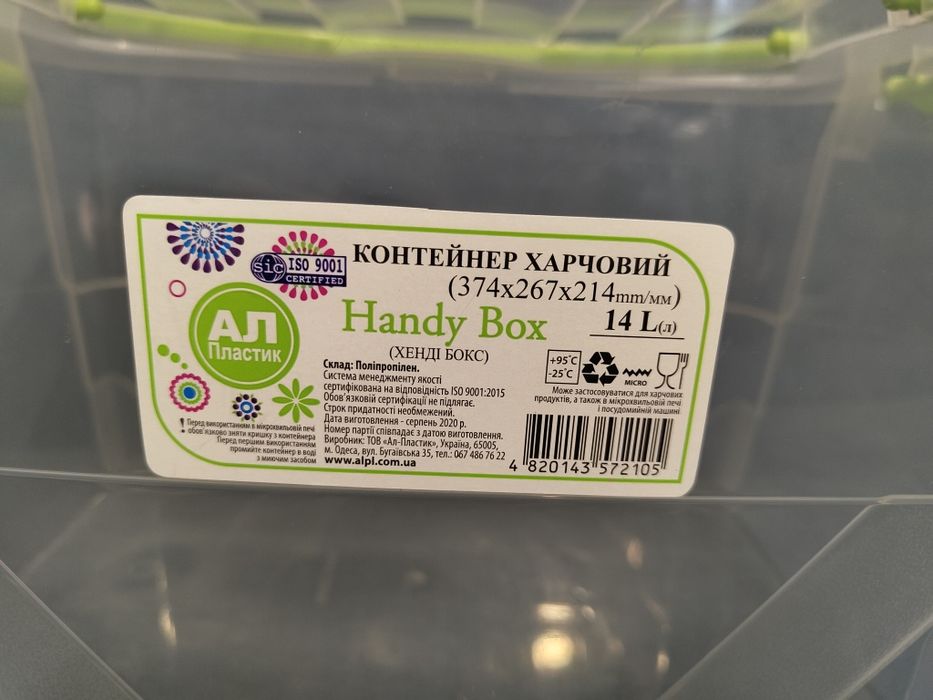 КОНТЕЙНЕР ХАРЧОВИЙ
(374x267x214mm/мм)
sic ISO 9001
CERTIFIED
Handy Box
14 L(л)
(ХЕНДІ БОКС)
АЛ
Пластик
Склад: Поліпропілен.
Система менеджменту якості
сертифікована на відповідність ISO 9001:2015
Обов'язковій сертифікації не підлягає.
Строк придатності необмежений.
Дата виготовлення - серпень 2020 р.
Номер партії співпадає з датою виготовлення.
Виробник: ТОВ «Ал-Пластик», Україна, 65005,
м. Одеса, вул. Бугаївська 35, тел.: 067 486 76 22
www.alpl.com.ua
+95°C
-25°C
MICRO
Може застосовуватися для харчових
продуктів, а також в мікрохвильовій печі
і посудомийній машині
! Перед використанням в мікрохвильовій печі
обов'язково зняти кришку з контейнера
Перед першим використанням
промийте контейнер в воді
з миючим засобом
4 820143 572105